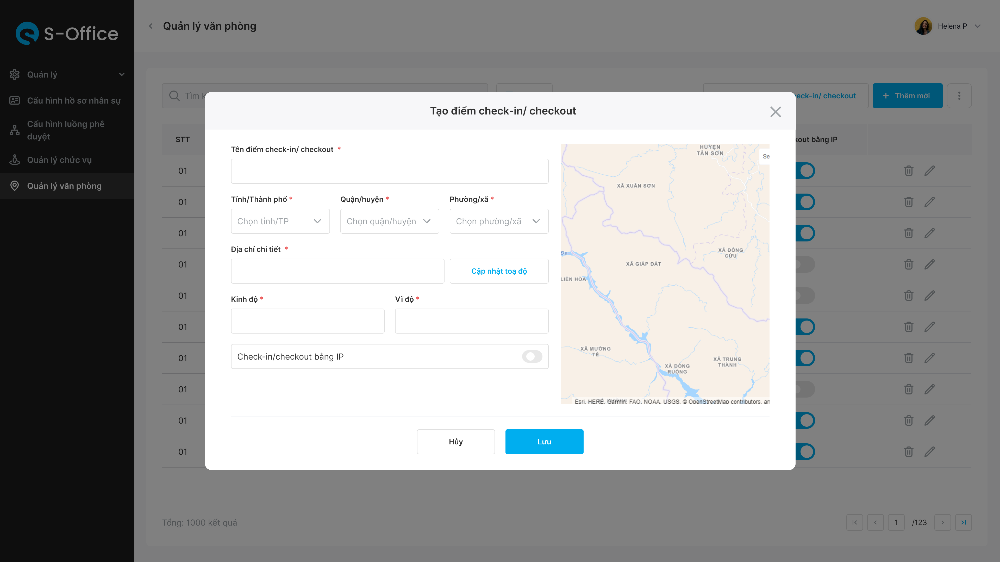 S-Office
Quản lý văn phòng
Helena P
Quản lý
Cấu hình hồ sơ nhân sự
Cấu hình luồng phê
duyệt
Quản lý chức vụ
Quản lý văn phòng
Tìm
eck-in/ checkout
+ Thêm mới
STT
kout bằng IP
01
01
01
01
01
01
01
01
01
01
Tạo điểm check-in/ checkout
Tên điểm check-in/ checkout *
Tỉnh/Thành phố *
Quận/huyện *
Phường/xã *
Chọn tỉnh/TP
Chọn quận/huyện
Chọn phường/xã
Địa chỉ chi tiết *
Cập nhật toạ độ
Kinh độ *
Vĩ độ *
Check-in/checkout bằng IP
HUYỆN
TÂN SƠN
Se
XÃ XUÂN SƠN
XÃ ĐÔNG
CỬU
Da
XÃ GIÁP ĐẮT
LIÊN HÒA
XÃ MƯỜNG
TÈ
XÃ TRUNG
THÀNH
XÃ ĐỒNG
RUỘNG
Esri, HERE, Garmin, FAO, NOAA, USGS, © OpenStreetMap contributors, an
Hủy
Lưu
Tổng: 1000 kết quả
1
/123